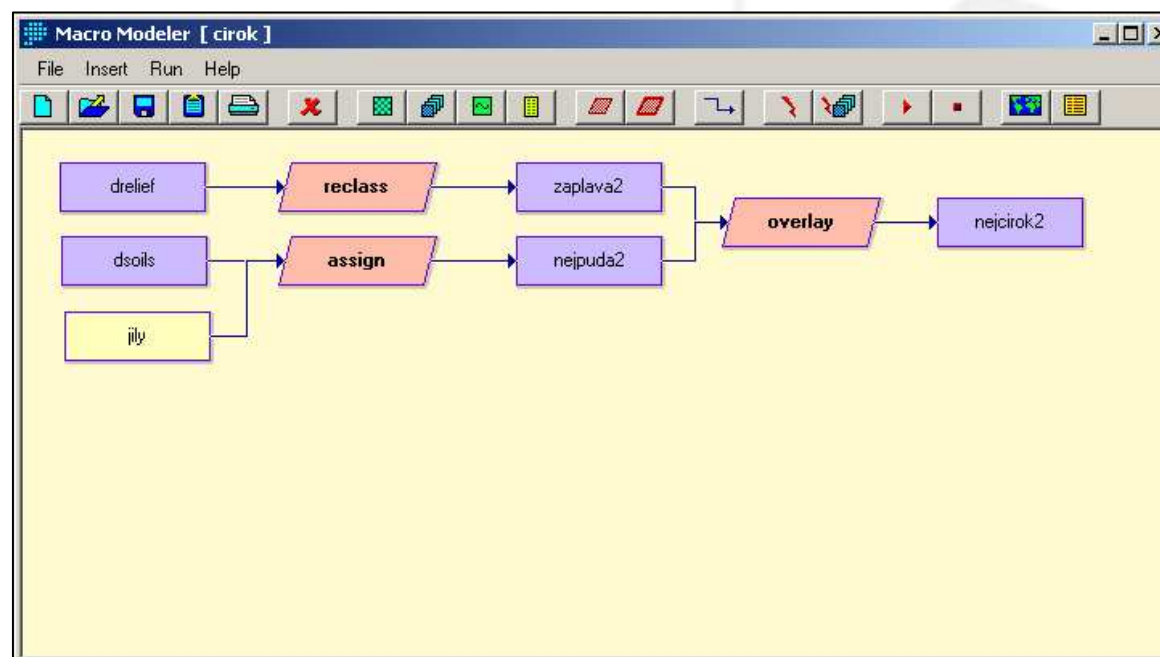 Macro Modeler [ cirok ]
File Insert Run Help
drelief reclass zaplava2
overlay nejcirok2
dsoils assign nejpuda2
jily